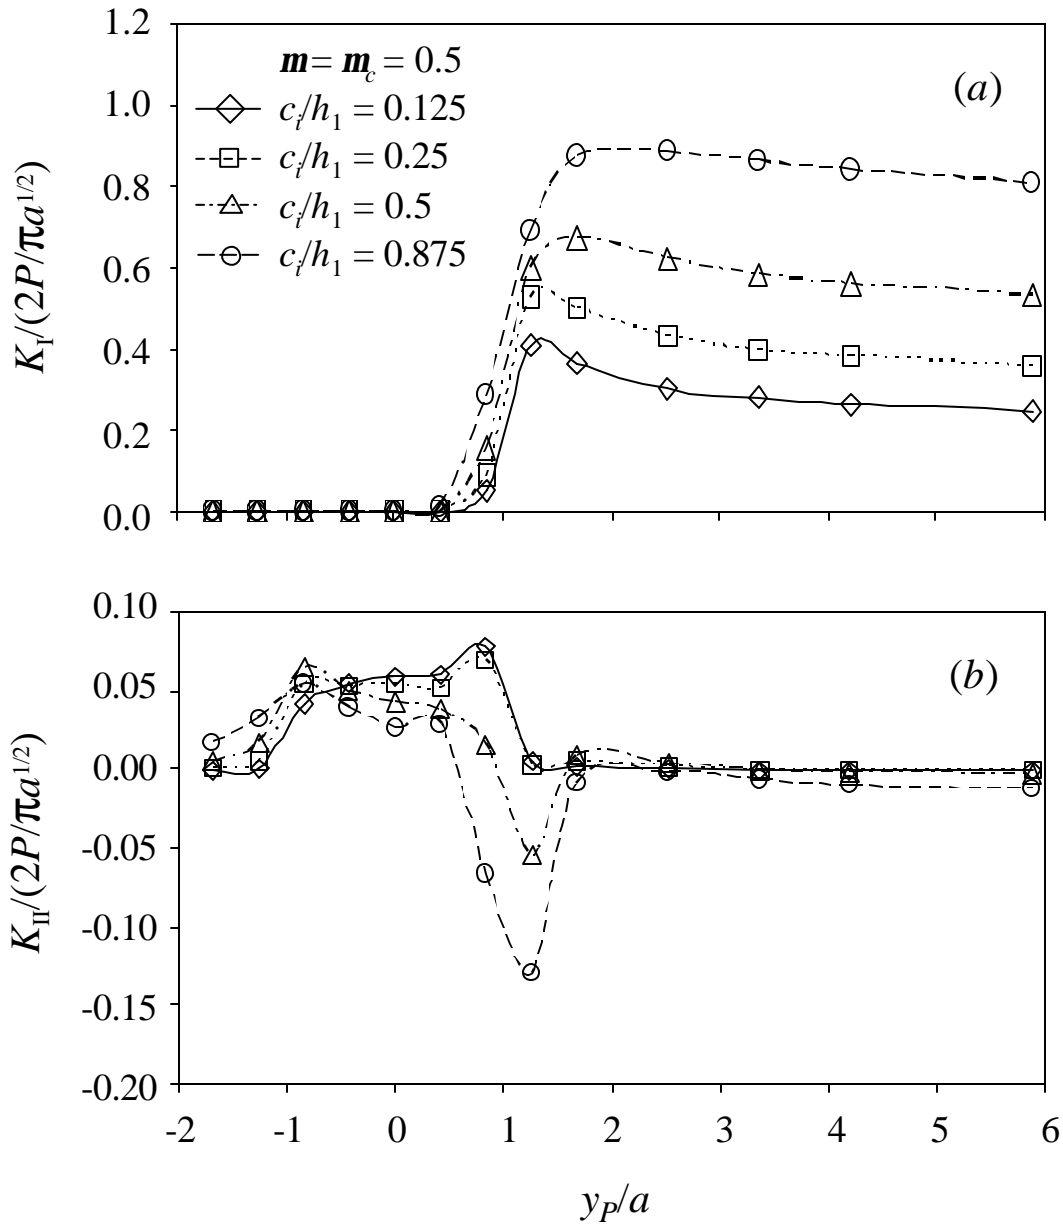 1.2
m = m_c = 0.5
(a)
c_i/h_1 = 0.125
1.0
c_i/h_1 = 0.25
0.8
c_i/h_1 = 0.5
c_i/h_1 = 0.875
0.6
0.4
0.2
0.0
K_I/(2P/πa^{1/2})
0.10
(b)
0.05
0.00
-0.05
-0.10
-0.15
-0.20
K_{II}/(2P/πa^{1/2})
-2 -1 0 1 2 3 4 5 6
y_P/a